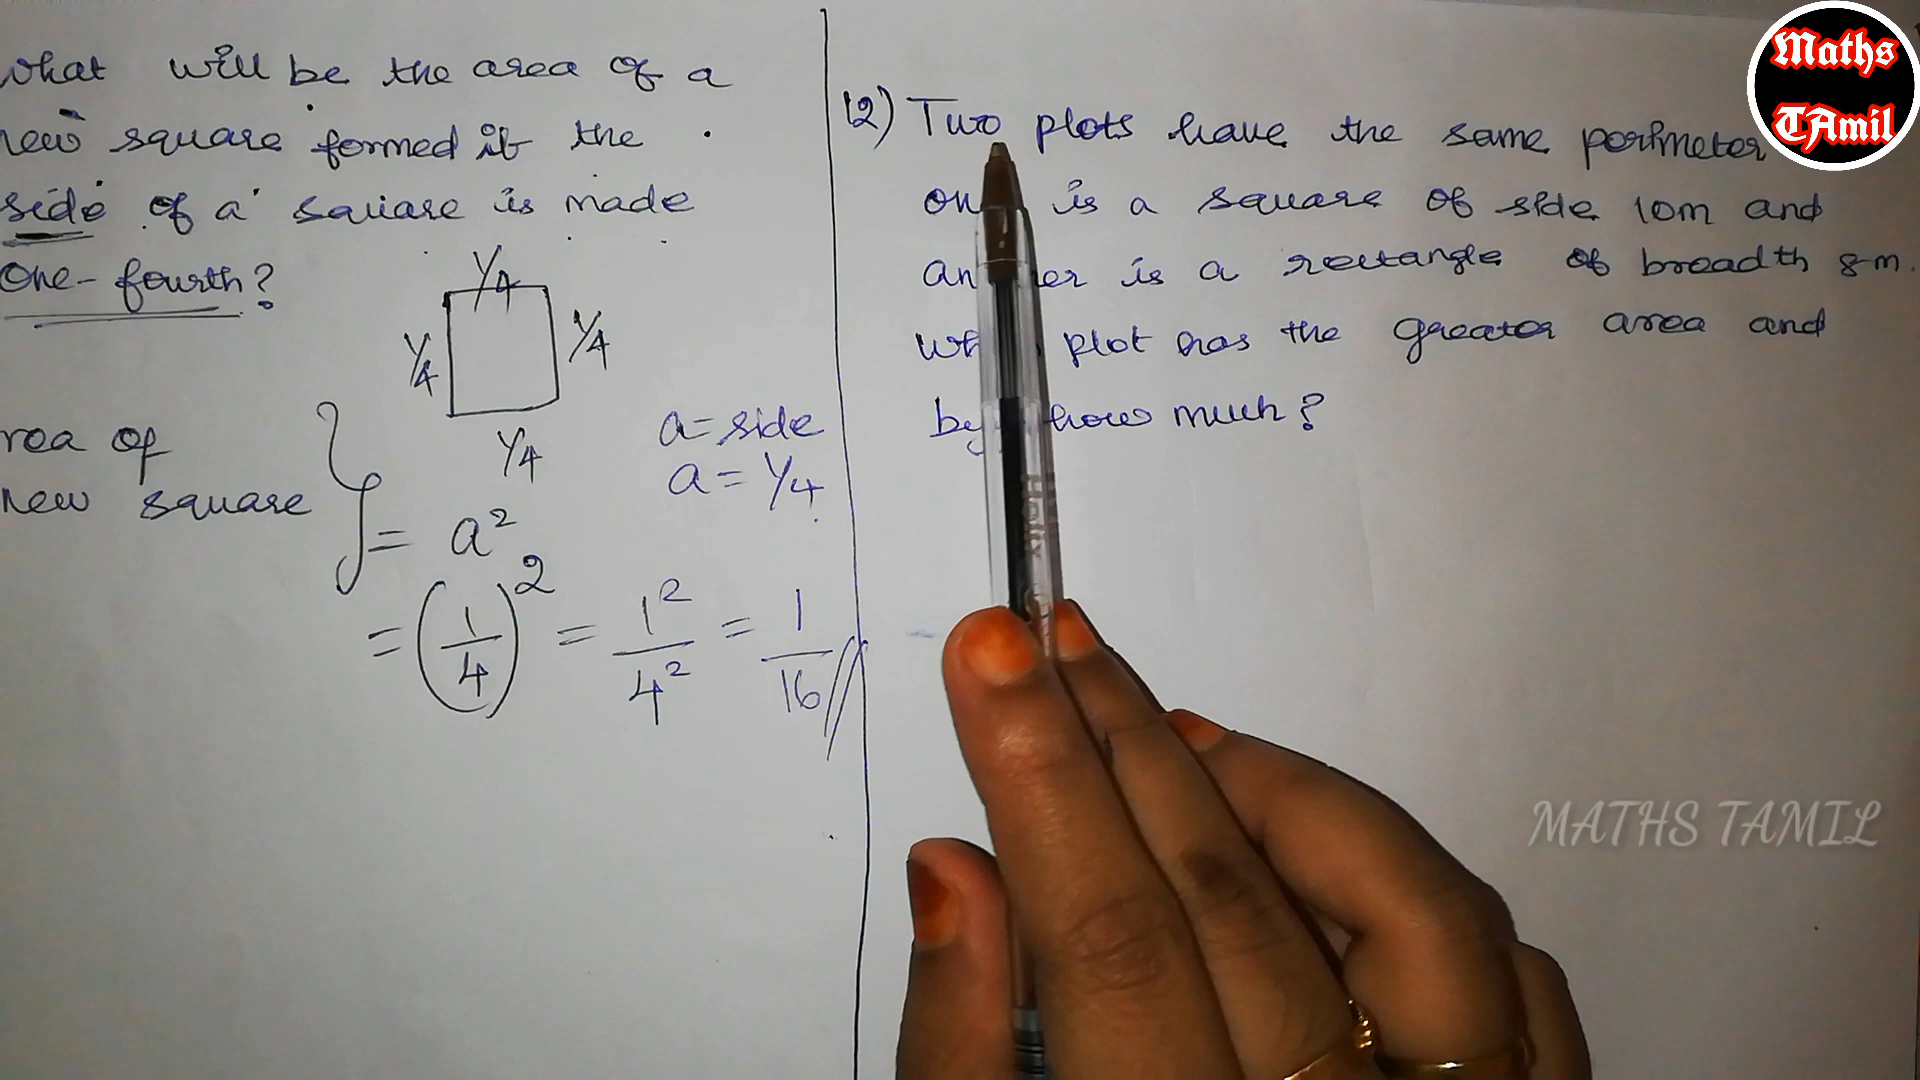 what will be the area of a
new square formed if the
side of a square is made
one-fourth?
1/4
1/4
1/4
1/4
a = side
a = 1/4
rea of
new square
= a²
= (1/4)² = 1²/4² = 1/16
12) Two plots have the same perimeter
is a square of side 10m and
is a rectangle of breadth 8m.
plot has the greater area and
how much?
Maths
TAmil
MATHS TAMIL